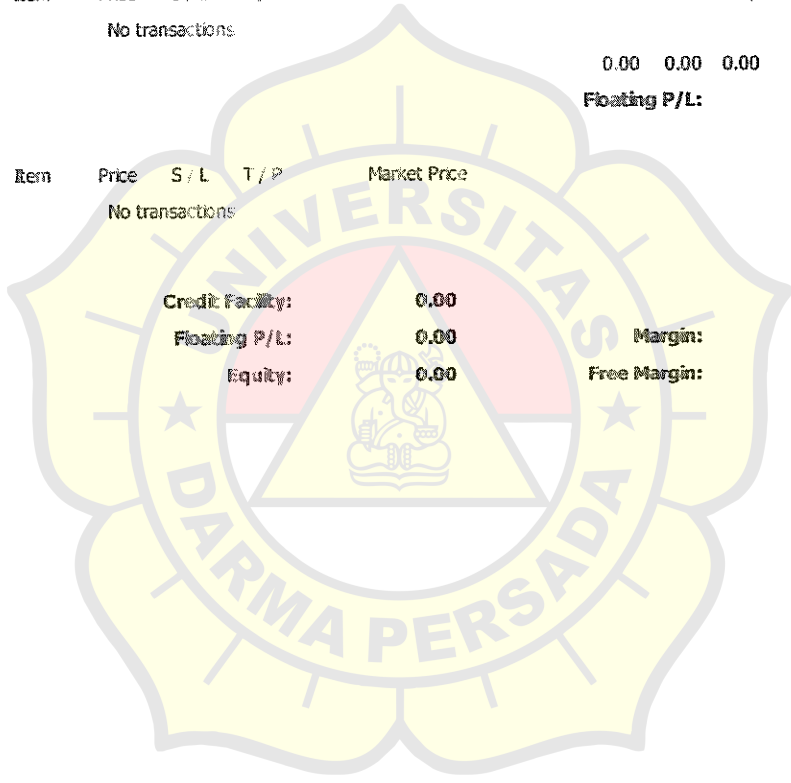 No transactions
0.00 0.00 0.00
Floating P/L:
Item Price S / L T / P Market Price
No transactions
UNIVERSITAS
Credit Facility: 0.00
Floating P/L: 0.00 Margin:
Equity: 0.00 Free Margin:
DARMA PERSADA